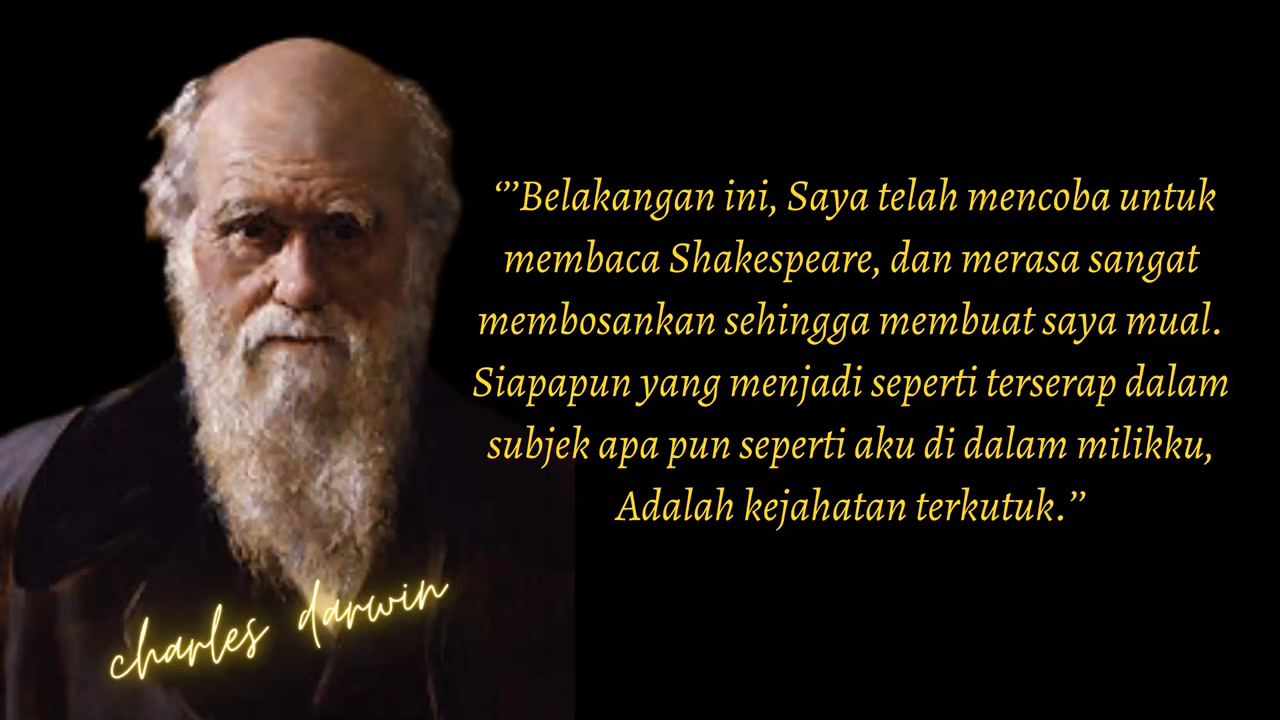 “”Belakangan ini, Saya telah mencoba untuk
membaca Shakespeare, dan merasa sangat
membosankan sehingga membuat saya mual.
Siapapun yang menjadi seperti terserap dalam
subjek apa pun seperti aku di dalam milikku,
Adalah kejahatan terkutuk.”
charles darwin